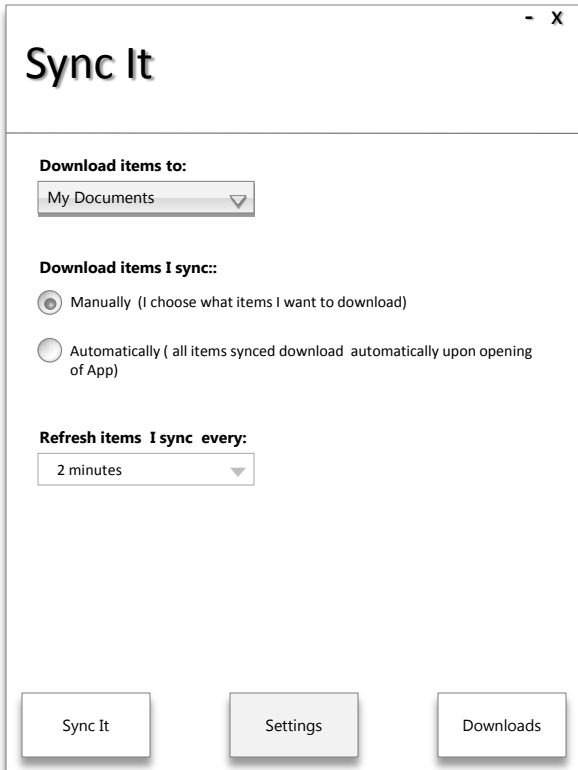 - X
Sync It
Download items to:
My Documents
Download items I sync::
Manually (I choose what items I want to download)
Automatically ( all items synced download automatically upon opening
of App)
Refresh items I sync every:
2 minutes
Sync It
Settings
Downloads